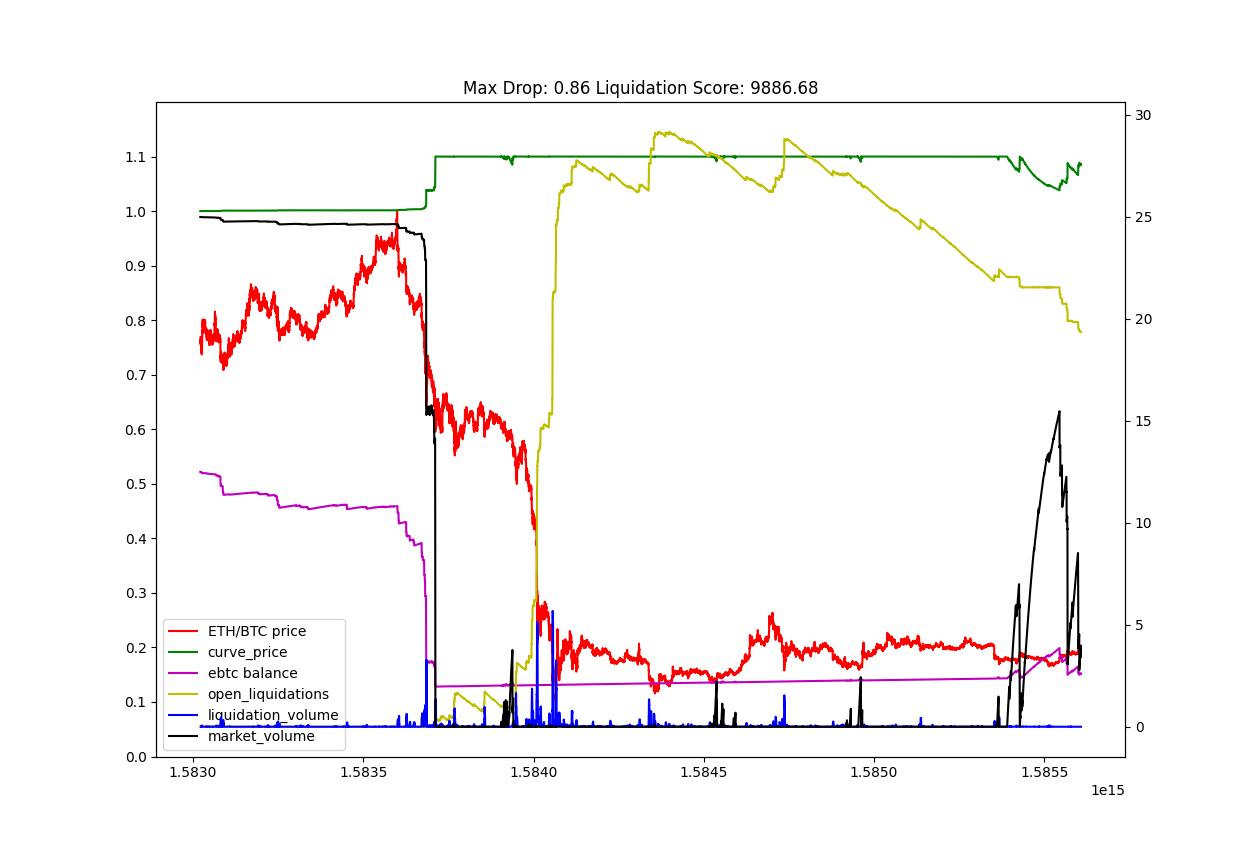 Max Drop: 0.86 Liquidation Score: 9886.68
1.1
1.0
0.9
0.8
0.7
0.6
0.5
0.4
0.3
0.2
0.1
0.0
30
25
20
15
10
5
0
ETH/BTC price
curve_price
ebtc balance
open_liquidations
liquidation_volume
market_volume
1.5830 1.5835 1.5840 1.5845 1.5850 1.5855
1e15